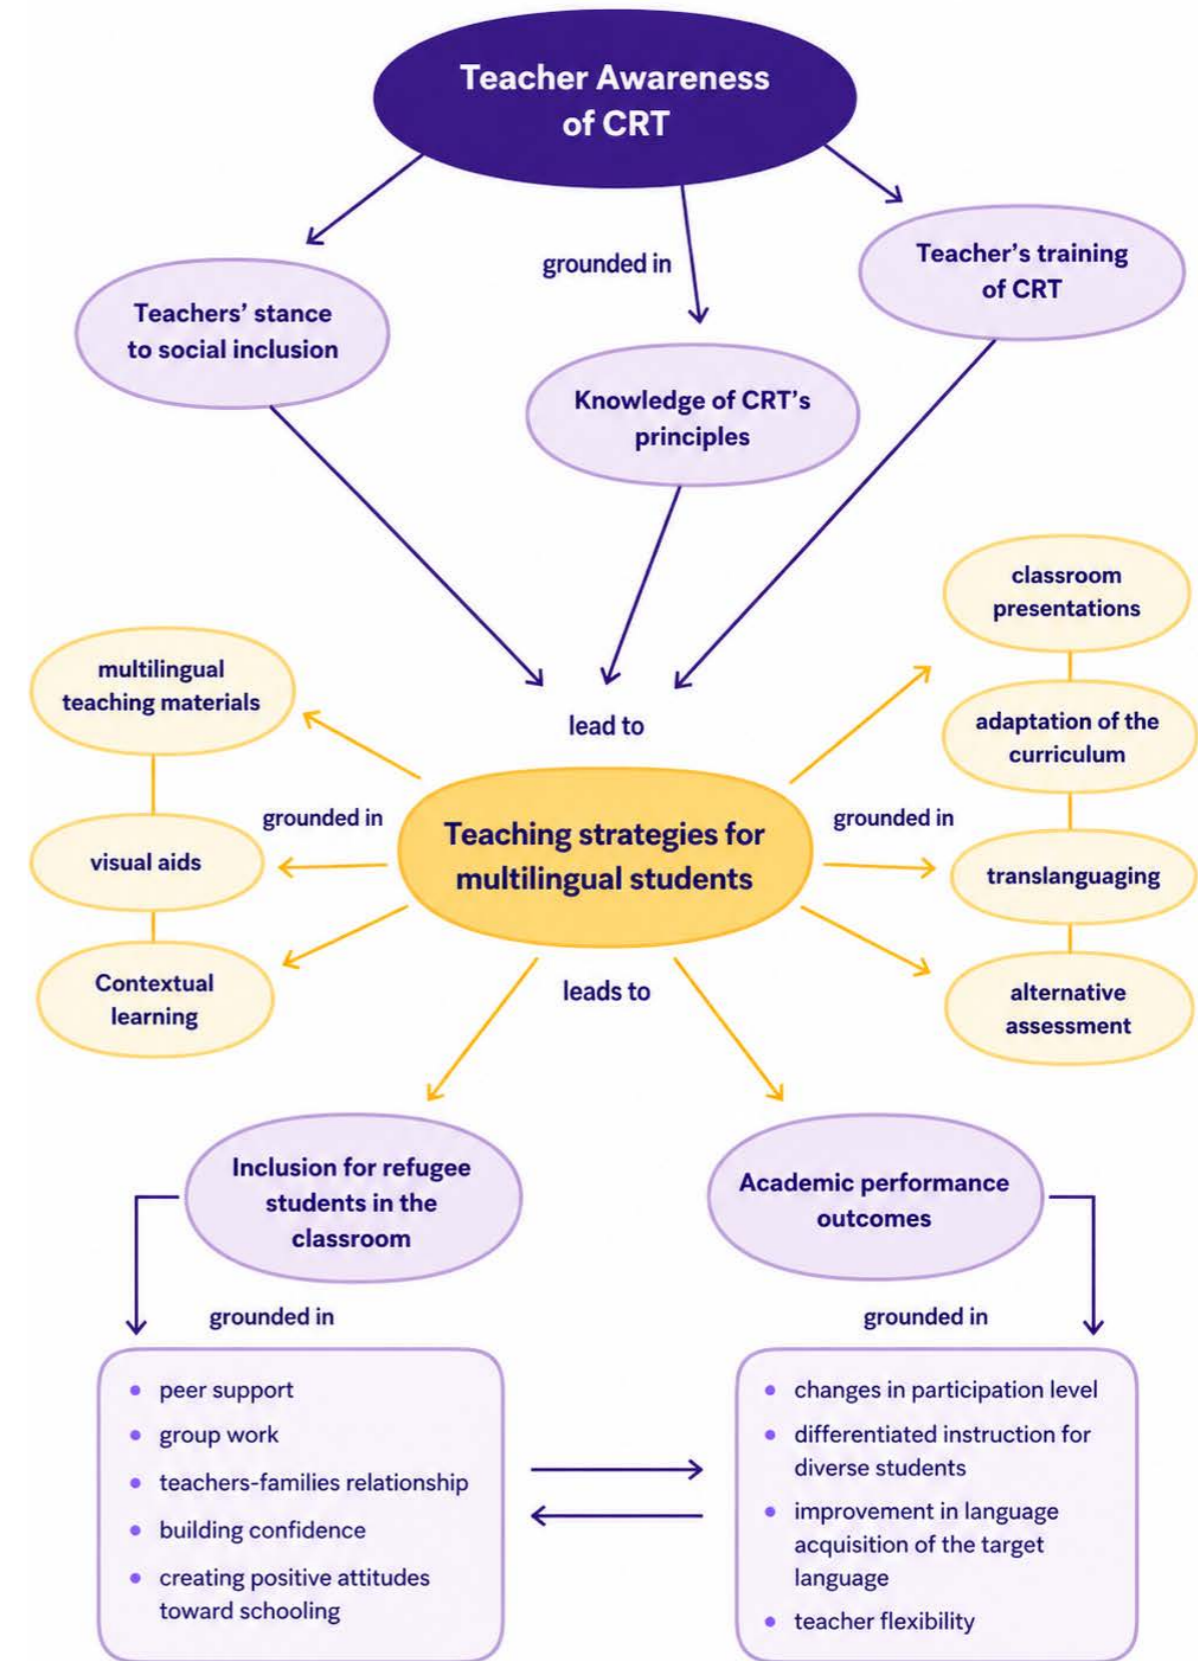 Teacher Awareness
of CRT
grounded in
Teacher’s training
of CRT
Teachers’ stance
to social inclusion
Knowledge of CRT’s
principles
classroom
presentations
multilingual
teaching materials
lead to
adaptation of the
curriculum
grounded in
Teaching strategies for
multilingual students
grounded in
visual aids
translanguaging
Contextual
learning
leads to
alternative
assessment
Inclusion for refugee
students in the
classroom
Academic performance
outcomes
grounded in
grounded in
peer support
group work
teachers-families relationship
building confidence
creating positive attitudes
toward schooling
changes in participation level
differentiated instruction for
diverse students
improvement in language
acquisition of the target
language
teacher flexibility